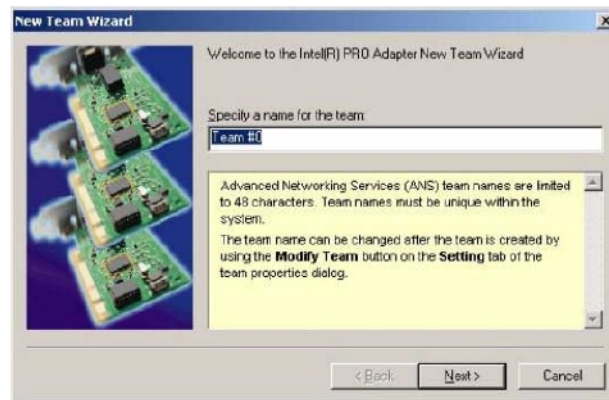 New Team Wizard
Welcome to the Intel(R) PRO Adapter New Team Wizard
Specify a name for the team:
Team #0
Advanced Networking Services (ANS) team names are limited
to 48 characters. Team names must be unique within the
system.
The team name can be changed after the team is created by
using the Modify Team button on the Setting tab of the
team properties dialog.
< Back
Next >
Cancel